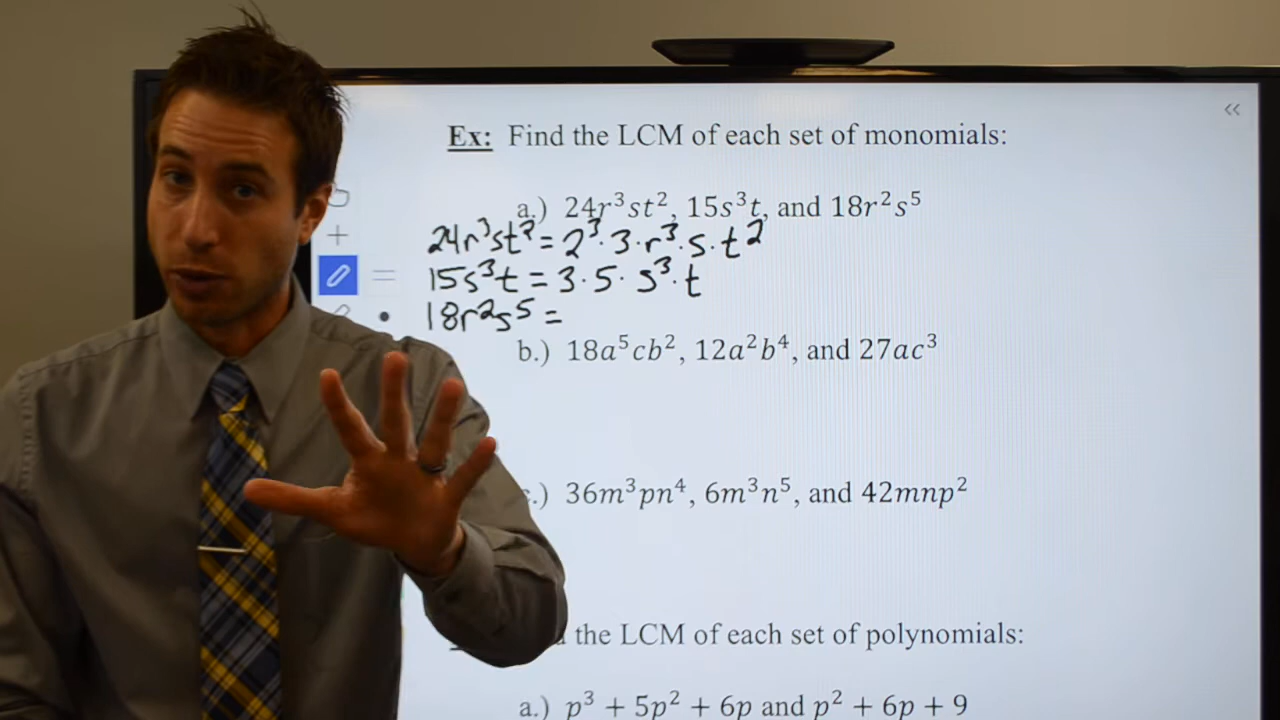 Ex: Find the LCM of each set of monomials:
a.) 24r³st², 15s³t, and 18r²s⁵
24r³st² = 2³·3·r³·s·t²
15s³t = 3·5·s³·t
18r²s⁵ =
b.) 18a⁵cb², 12a²b⁴, and 27ac³
.) 36m³pn⁴, 6m³n⁵, and 42mnp²
the LCM of each set of polynomials:
a.) p³ + 5p² + 6p and p² + 6p + 9